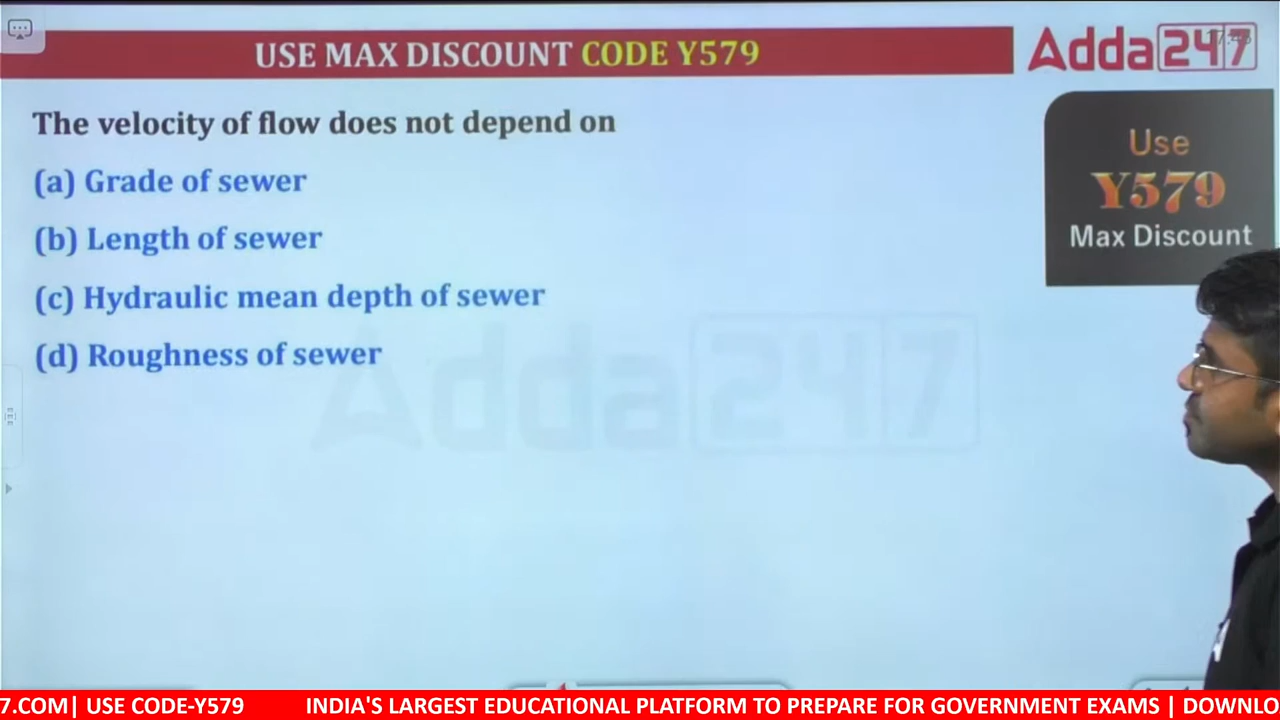 USE MAX DISCOUNT CODE Y579
Adda247
The velocity of flow does not depend on
(a) Grade of sewer
(b) Length of sewer
(c) Hydraulic mean depth of sewer
(d) Roughness of sewer
Use
Y579
Max Discount
Adda247
7.COM| USE CODE-Y579 INDIA'S LARGEST EDUCATIONAL PLATFORM TO PREPARE FOR GOVERNMENT EXAMS | DOWNLO